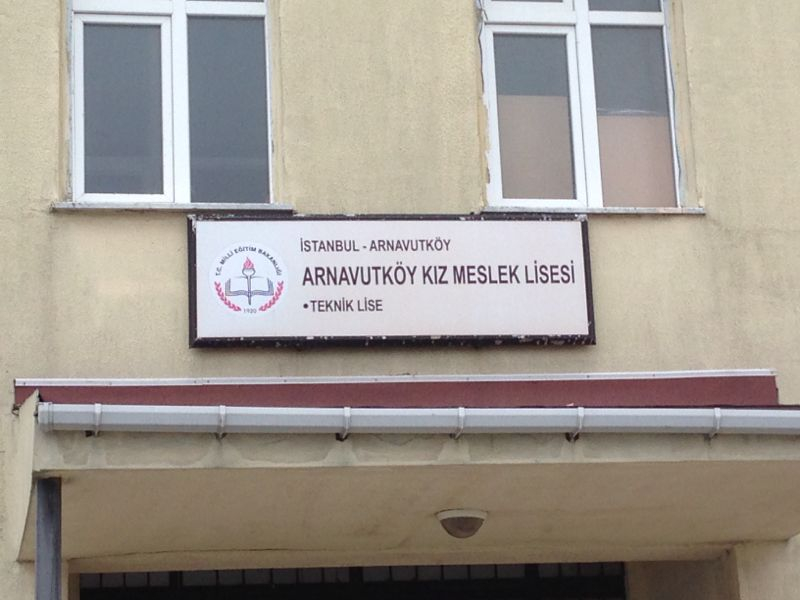 İSTANBUL - ARNAVUTKÖY
ARNAVUTKÖY KIZ MESLEK LİSESİ
•TEKNİK LİSE
T.C. MİLLİ EĞİTİM BAKANLIĞI
1920